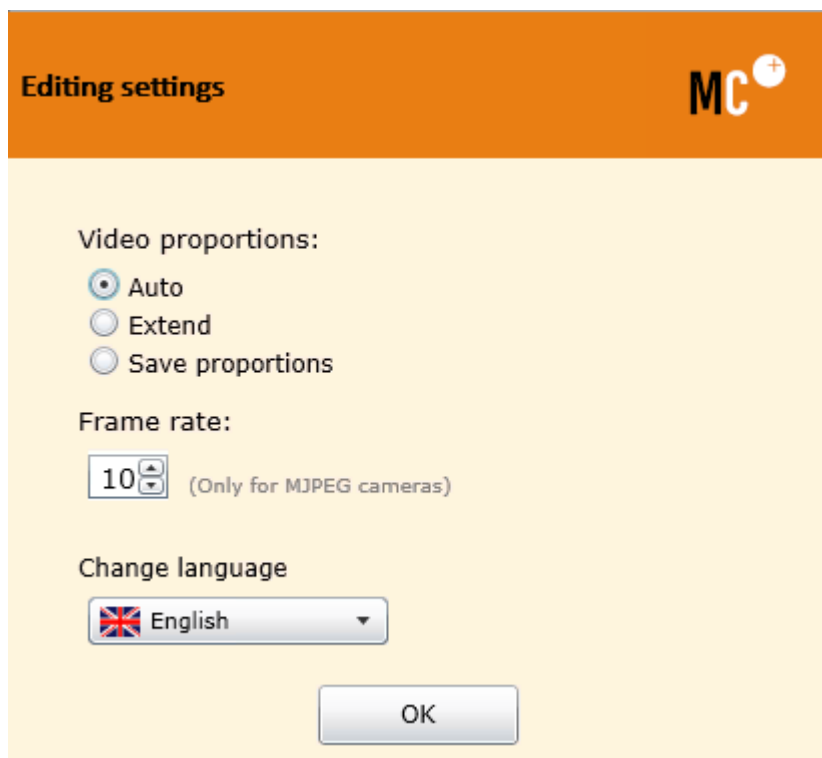 Editing settings
MC+
Video proportions:
Auto
Extend
Save proportions
Frame rate:
10 (Only for MJPEG cameras)
Change language
English
OK